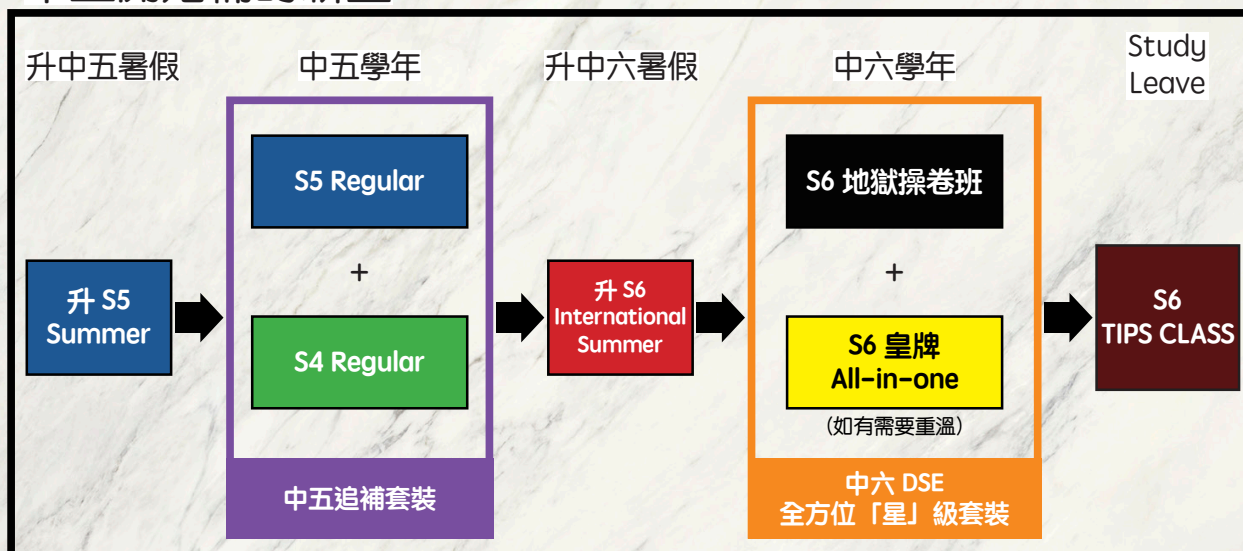 升中五暑假
中五學年
升中六暑假
中六學年
Study
Leave
升 S5
Summer
S5 Regular
+
S4 Regular
中五追補套裝
升 S6
International
Summer
S6 地獄操卷班
+
S6 皇牌
All-in-one
(如有需要重溫)
中六 DSE
全方位「星」級套裝
S6
TIPS CLASS